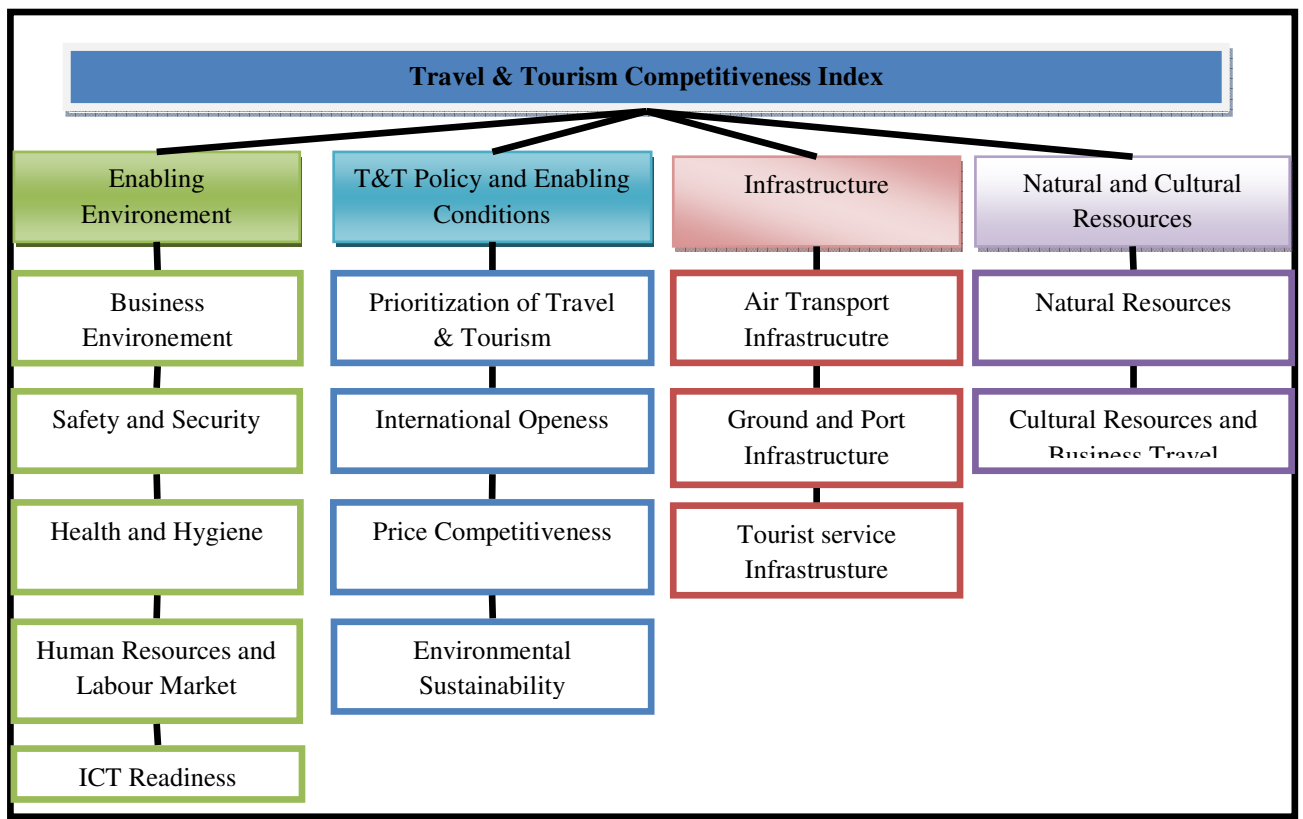 Travel & Tourism Competitiveness Index
Enabling
Environement
T&T Policy and Enabling
Conditions
Infrastructure
Natural and Cultural
Ressources
Business
Environement
Safety and Security
Health and Hygiene
Human Resources and
Labour Market
ICT Readiness
Prioritization of Travel
& Tourism
International Openess
Price Competitiveness
Environmental
Sustainability
Air Transport
Infrastrucutre
Ground and Port
Infrastructure
Tourist service
Infrastrusture
Natural Resources
Cultural Resources and
Business Travel